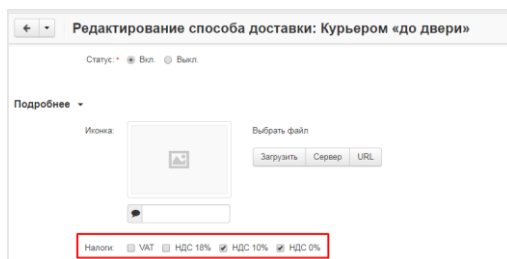 Редактирование способа доставки: Курьером «до двери»
Статус: * Вкл. Выкл.
Подробнее
Иконка: Выбрать файл
Загрузить Сервер URL
Налоги: VAT НДС 18% НДС 10% НДС 0%